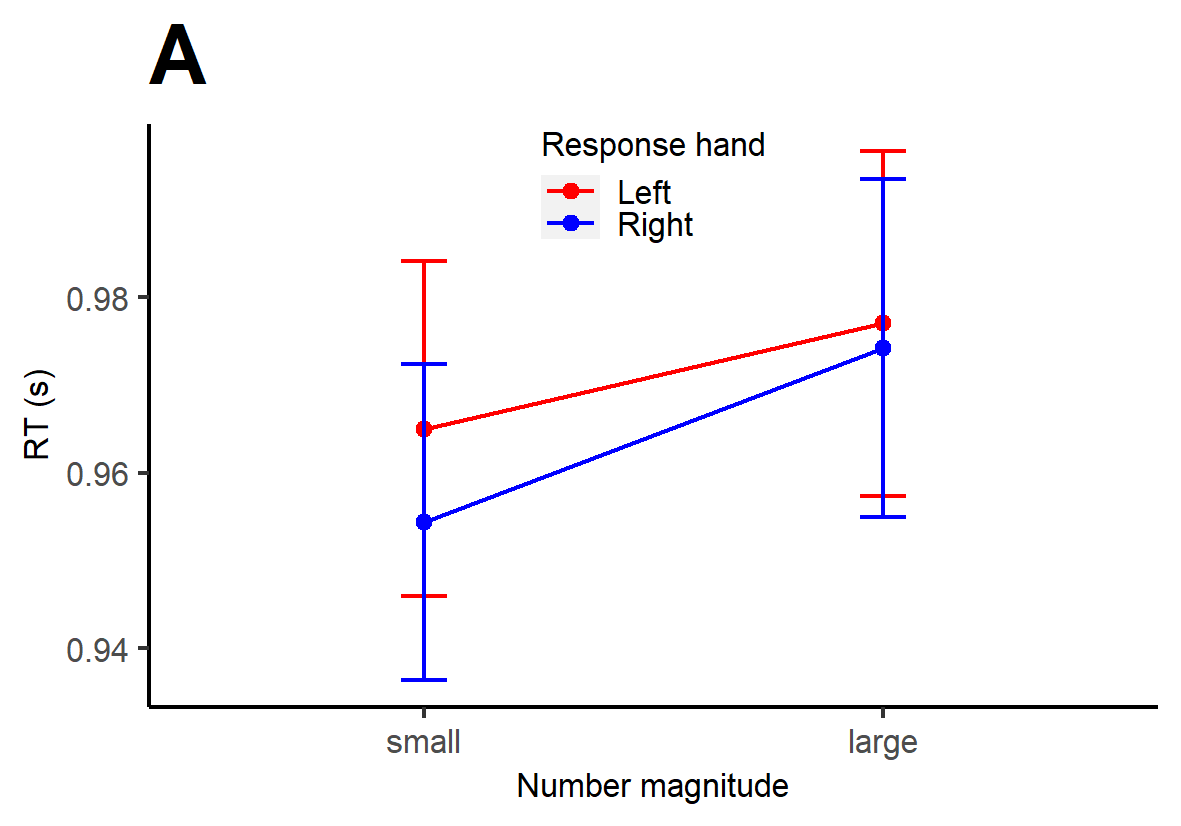 A
Response hand
Left
Right
0.98
0.96
0.94
RT (s)
small
large
Number magnitude